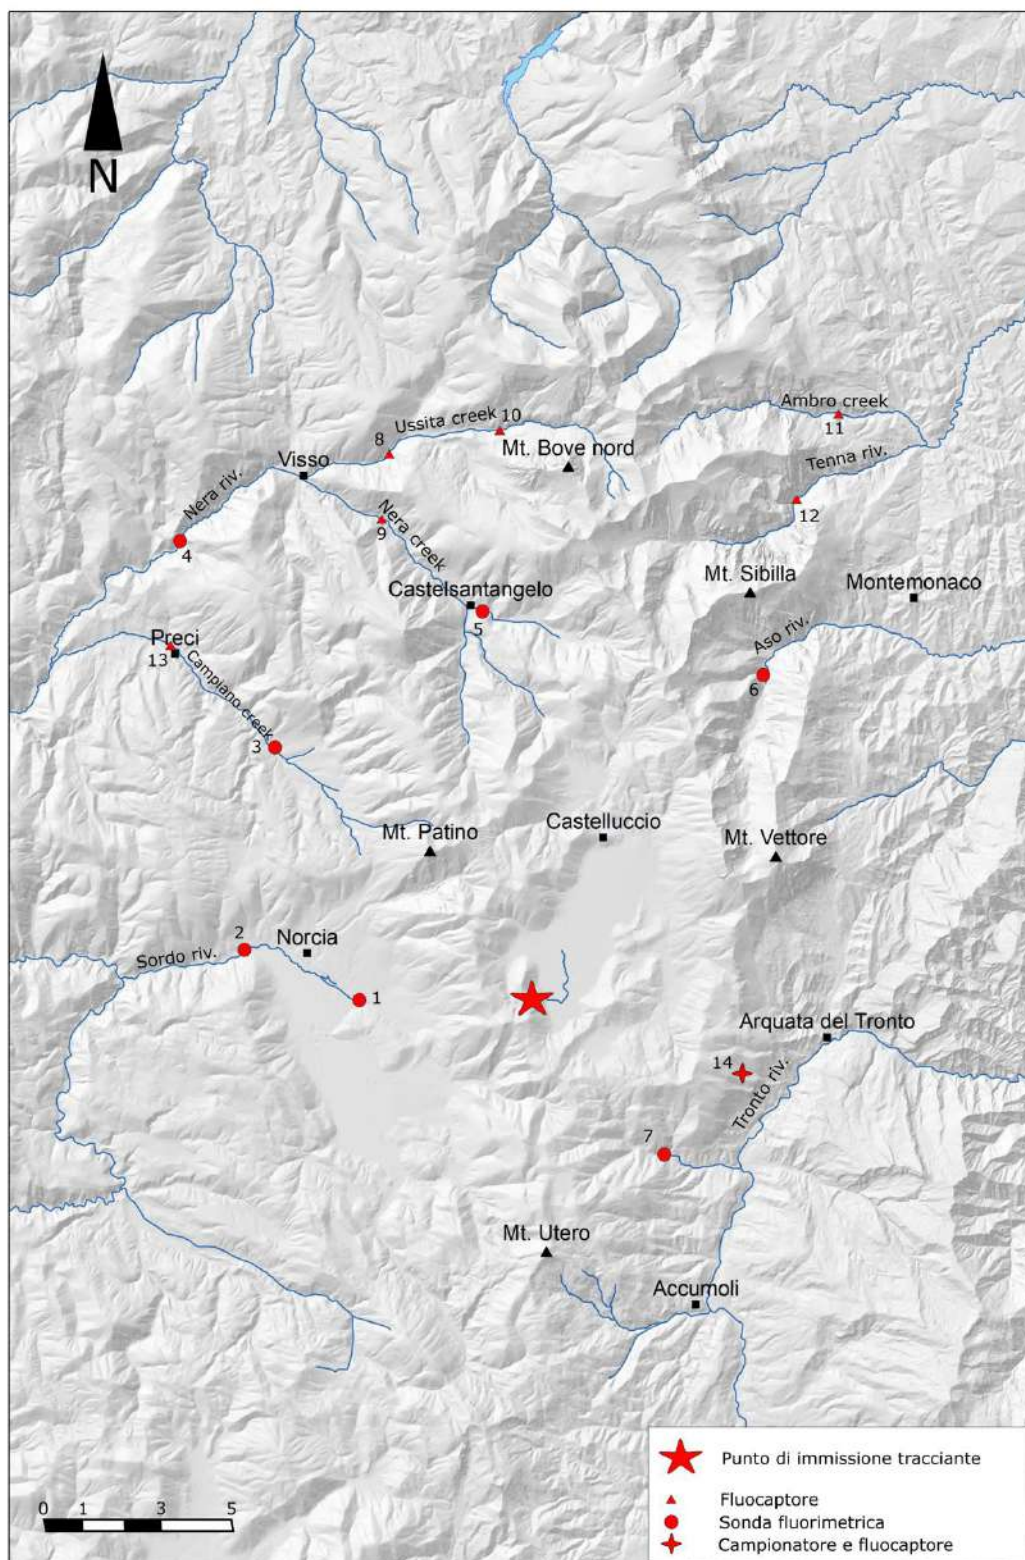 N
Ambro creek
11
Ussita creek
10
8
Mt. Bove nord
Tenna riv.
Visso
Nera riv.
12
9
Nera creek
4
Mt. Sibilla
Montemonaco
Castelsantangelo
5
Aso riv.
Preci
13
Campiano creek
6
3
Castelluccio
Mt. Patino
Mt. Vettore
2
Norcia
Sordo riv.
1
Arquata del Tronto
14
Tronto riv.
7
Mt. Utero
Accumoli
Punto di immissione tracciante
Fluocaptore
Sonda fluorimetrica
Campionatore e fluocaptore
0 1 3 5